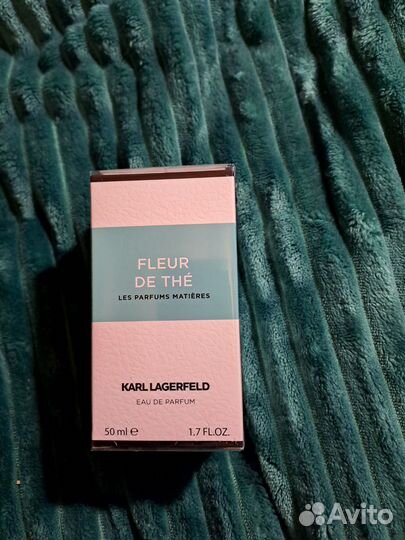 FLEUR
DE THÉ
LES PARFUMS MATIÈRES
KARL LAGERFELD
EAU DE PARFUM
50 ml ℮ 1,7 FL.OZ.
Avito